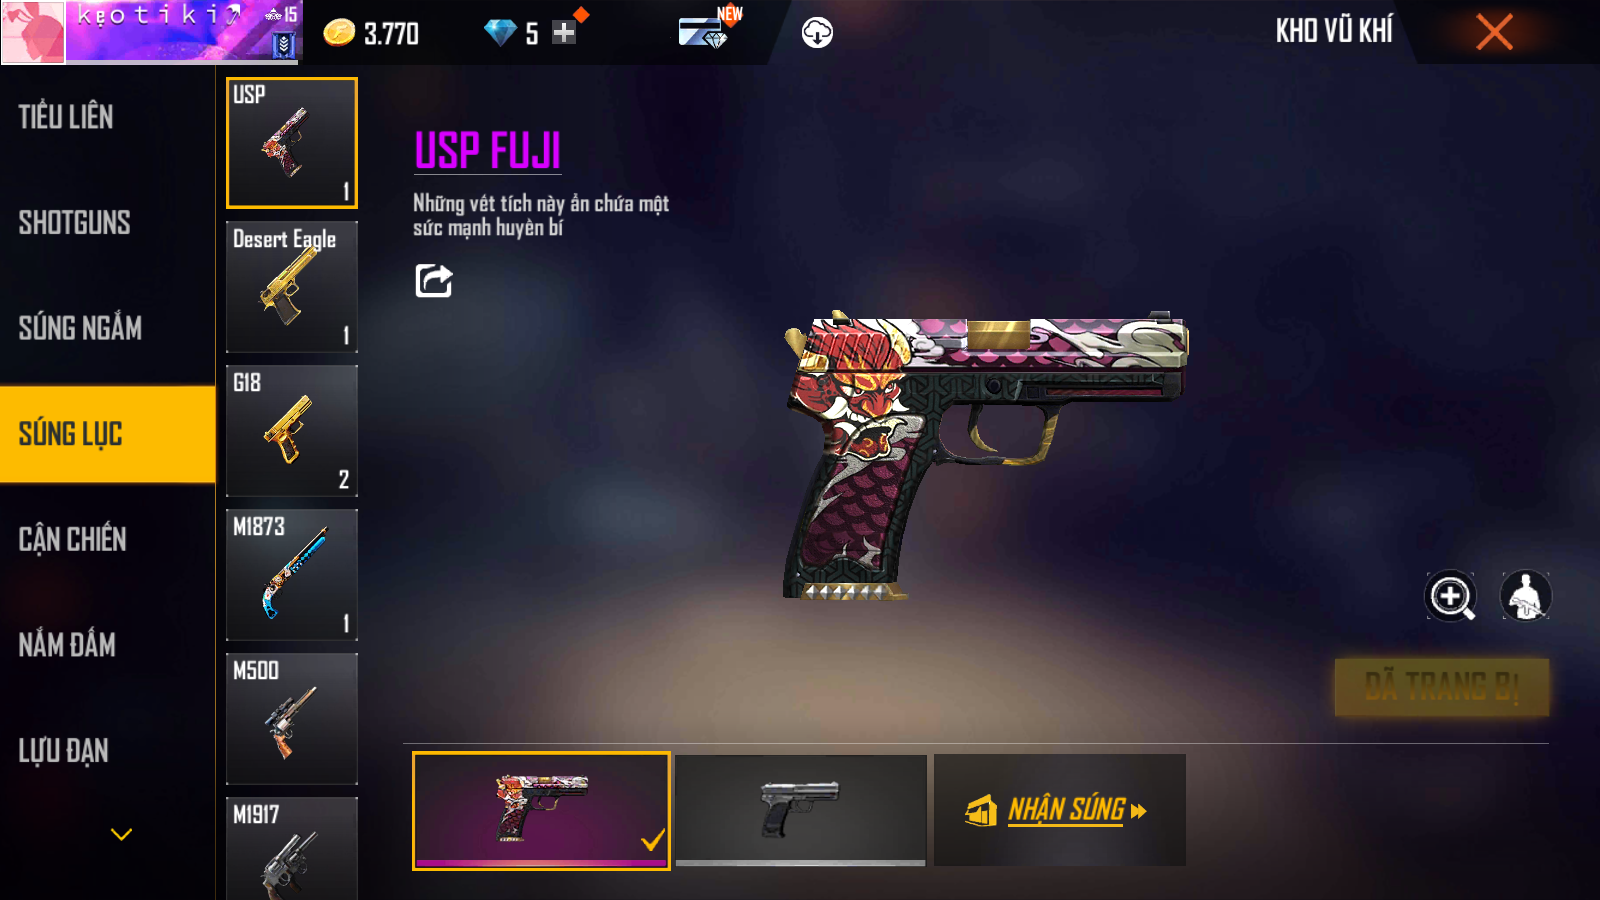 kẹotiki
15
3.770
5
NEW
KHO VŨ KHÍ
TIỂU LIÊN
SHOTGUNS
SÚNG NGẮM
SÚNG LỤC
CẬN CHIẾN
NẮM ĐẤM
LỰU ĐẠN
USP
1
Desert Eagle
1
G18
2
M1873
1
M500
M1917
USP FUJI
Những vết tích này ẩn chứa một
sức mạnh huyền bí
ĐÃ TRANG BỊ
NHẬN SÚNG